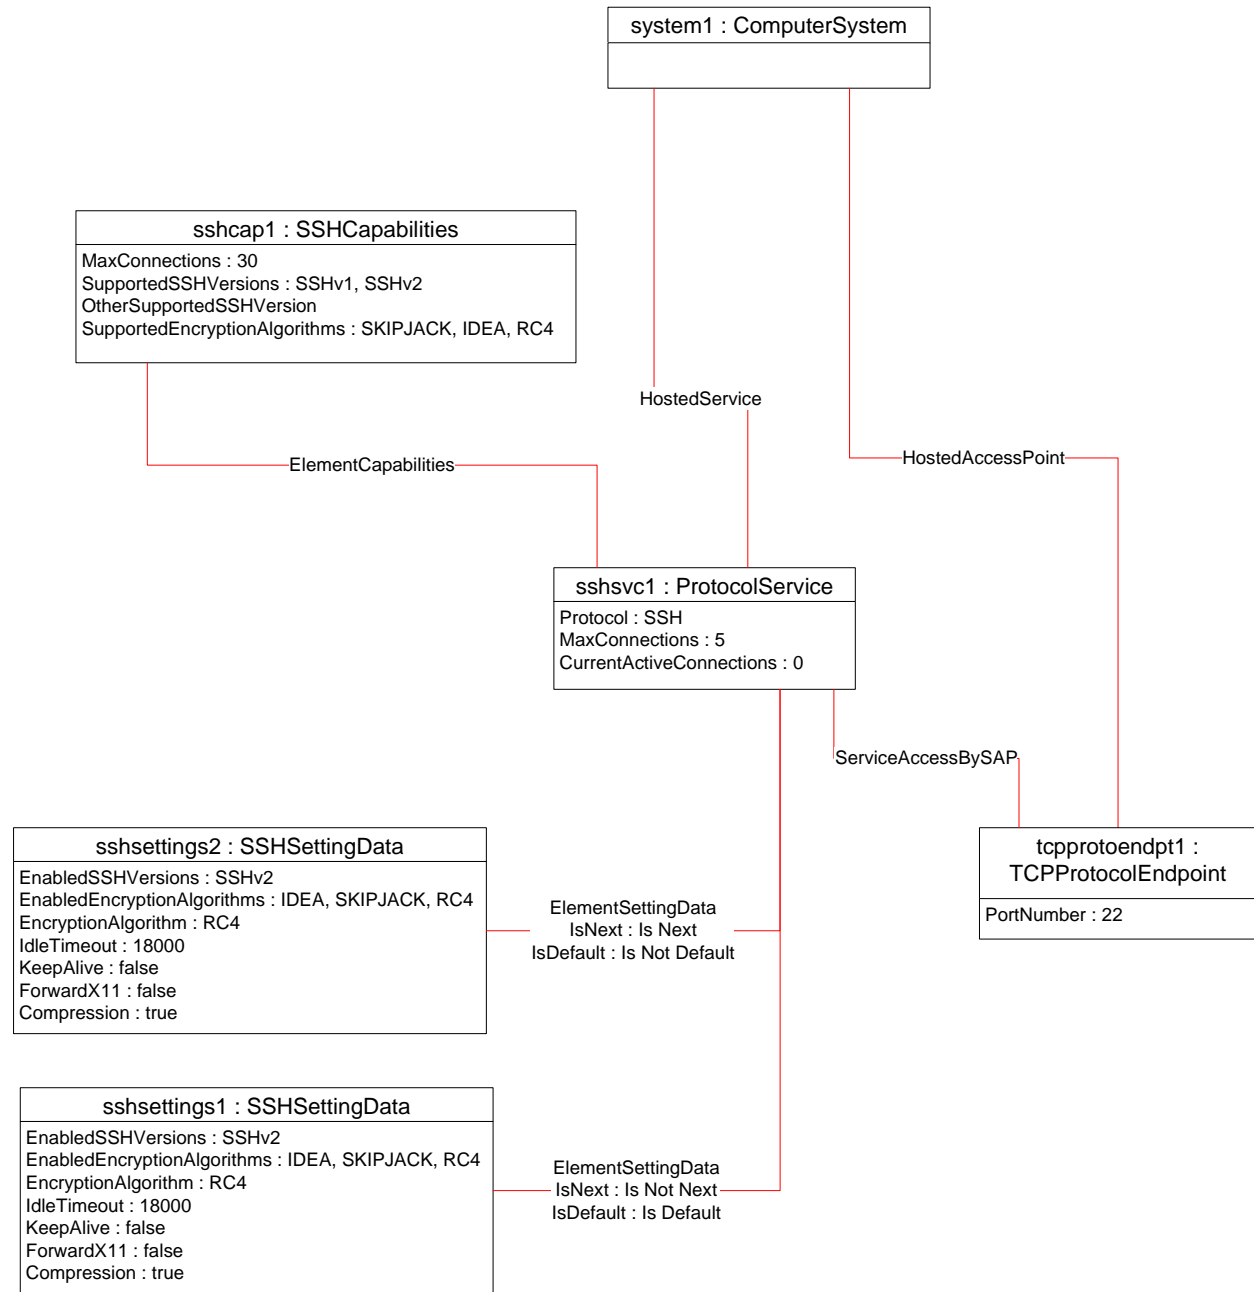 system1 : ComputerSystem
sshcap1 : SSHCapabilities
MaxConnections : 30
SupportedSSHVersions : SSHv1, SSHv2
OtherSupportedSSHVersion
SupportedEncryptionAlgorithms : SKIPJACK, IDEA, RC4
HostedService
ElementCapabilities
HostedAccessPoint
sshsvc1 : ProtocolService
Protocol : SSH
MaxConnections : 5
CurrentActiveConnections : 0
ServiceAccessBySAP
sshsettings2 : SSHSettingData
EnabledSSHVersions : SSHv2
EnabledEncryptionAlgorithms : IDEA, SKIPJACK, RC4
EncryptionAlgorithm : RC4
IdleTimeout : 18000
KeepAlive : false
ForwardX11 : false
Compression : true
ElementSettingData
IsNext : Is Next
IsDefault : Is Not Default
tcpprotoendpt1 :
TCPProtocolEndpoint
PortNumber : 22
sshsettings1 : SSHSettingData
EnabledSSHVersions : SSHv2
EnabledEncryptionAlgorithms : IDEA, SKIPJACK, RC4
EncryptionAlgorithm : RC4
IdleTimeout : 18000
KeepAlive : false
ForwardX11 : false
Compression : true
ElementSettingData
IsNext : Is Not Next
IsDefault : Is Default